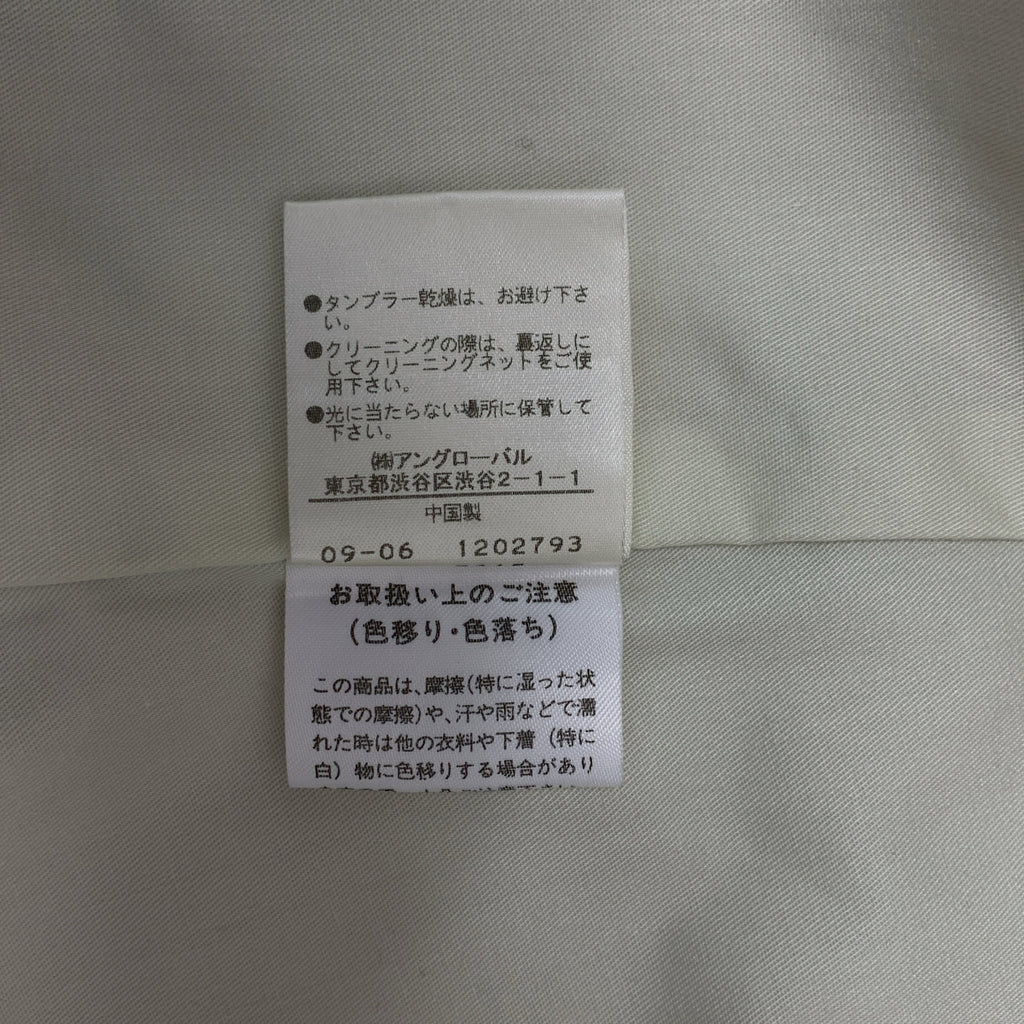 ●タンブラー乾燥は、お避け下さ
い。
●クリーニングの際は、裏返しに
してクリーニングネットをご使
用下さい。
●光に当たらない場所に保管して
下さい。
㈱アングローバル
東京都渋谷区渋谷2-1-1
中国製
09-06 1202793
お取扱い上のご注意
(色移り・色落ち)
この商品は、摩擦(特に湿った状
態での摩擦)や、汗や雨などで濡
れた時は他の衣料や下着(特に
白)物に色移りする場合があり